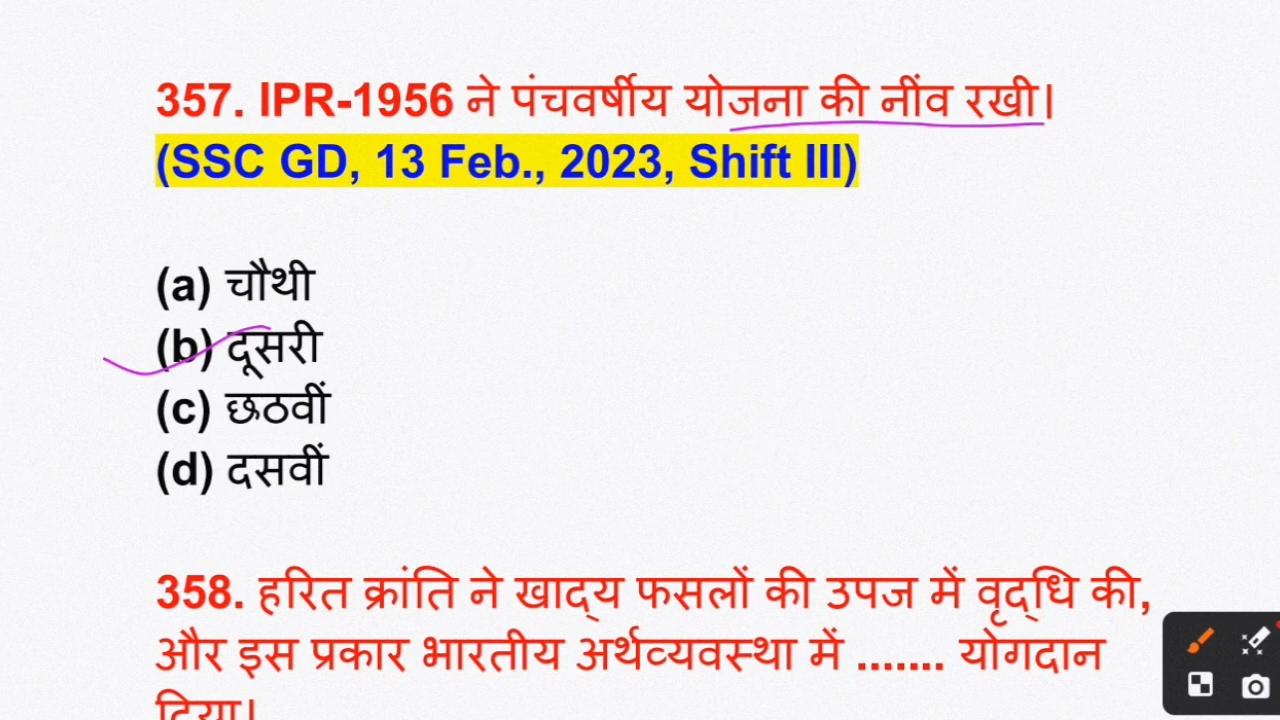 357. IPR-1956 ने पंचवर्षीय योजना की नींव रखी।
(SSC GD, 13 Feb., 2023, Shift III)
(a) चौथी
(b) दूसरी
(c) छठवीं
(d) दसवीं
358. हरित क्रांति ने खाद्य फसलों की उपज में वृद्धि की,
और इस प्रकार भारतीय अर्थव्यवस्था में ....... योगदान
दिया।